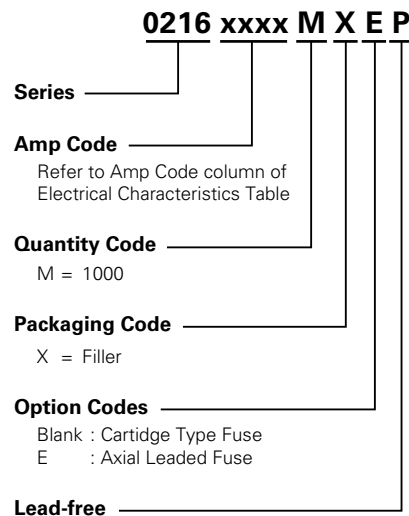 0216 xxxx M X E P
Series
Amp Code
Refer to Amp Code column of
Electrical Characteristics Table
Quantity Code
M = 1000
Packaging Code
X = Filler
Option Codes
Blank : Cartidge Type Fuse
E : Axial Leaded Fuse
Lead-free